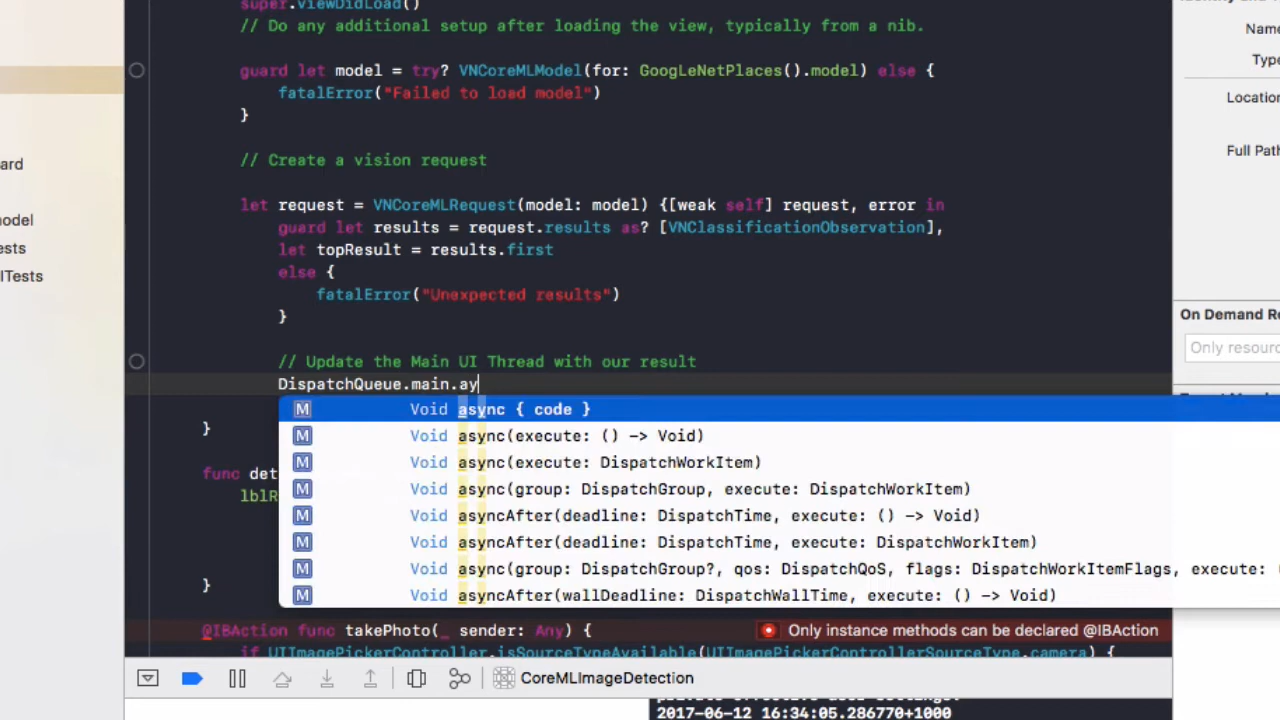 super.viewDidLoad()
// Do any additional setup after loading the view, typically from a nib.
guard let model = try? VNCoreMLModel(for: GoogLeNetPlaces().model) else {
fatalError("Failed to load model")
}
// Create a vision request
let request = VNCoreMLRequest(model: model) {[weak self] request, error in
guard let results = request.results as? [VNClassificationObservation],
let topResult = results.first
else {
fatalError("Unexpected results")
}
// Update the Main UI Thread with our result
DispatchQueue.main.ay
M Void async { code }
M Void async(execute: () -> Void)
M Void async(execute: DispatchWorkItem)
M Void async(group: DispatchGroup, execute: DispatchWorkItem)
M Void asyncAfter(deadline: DispatchTime, execute: () -> Void)
M Void asyncAfter(deadline: DispatchTime, execute: DispatchWorkItem)
M Void async(group: DispatchGroup?, qos: DispatchQoS, flags: DispatchWorkItemFlags, execute: (
M Void asyncAfter(wallDeadline: DispatchWallTime, execute: () -> Void)
}
func det
lblR
}
@IBAction func takePhoto(_ sender: Any) {
Only instance methods can be declared @IBAction
if UIImagePickerController.isSourceTypeAvailable(UIImagePickerControllerSourceType.camera) {
CoreMLImageDetection
2017-06-12 16:34:05.286770+1000
ard
model
ests
ITests
Name
Type
Location
Full Path
On Demand Re
Only resourc